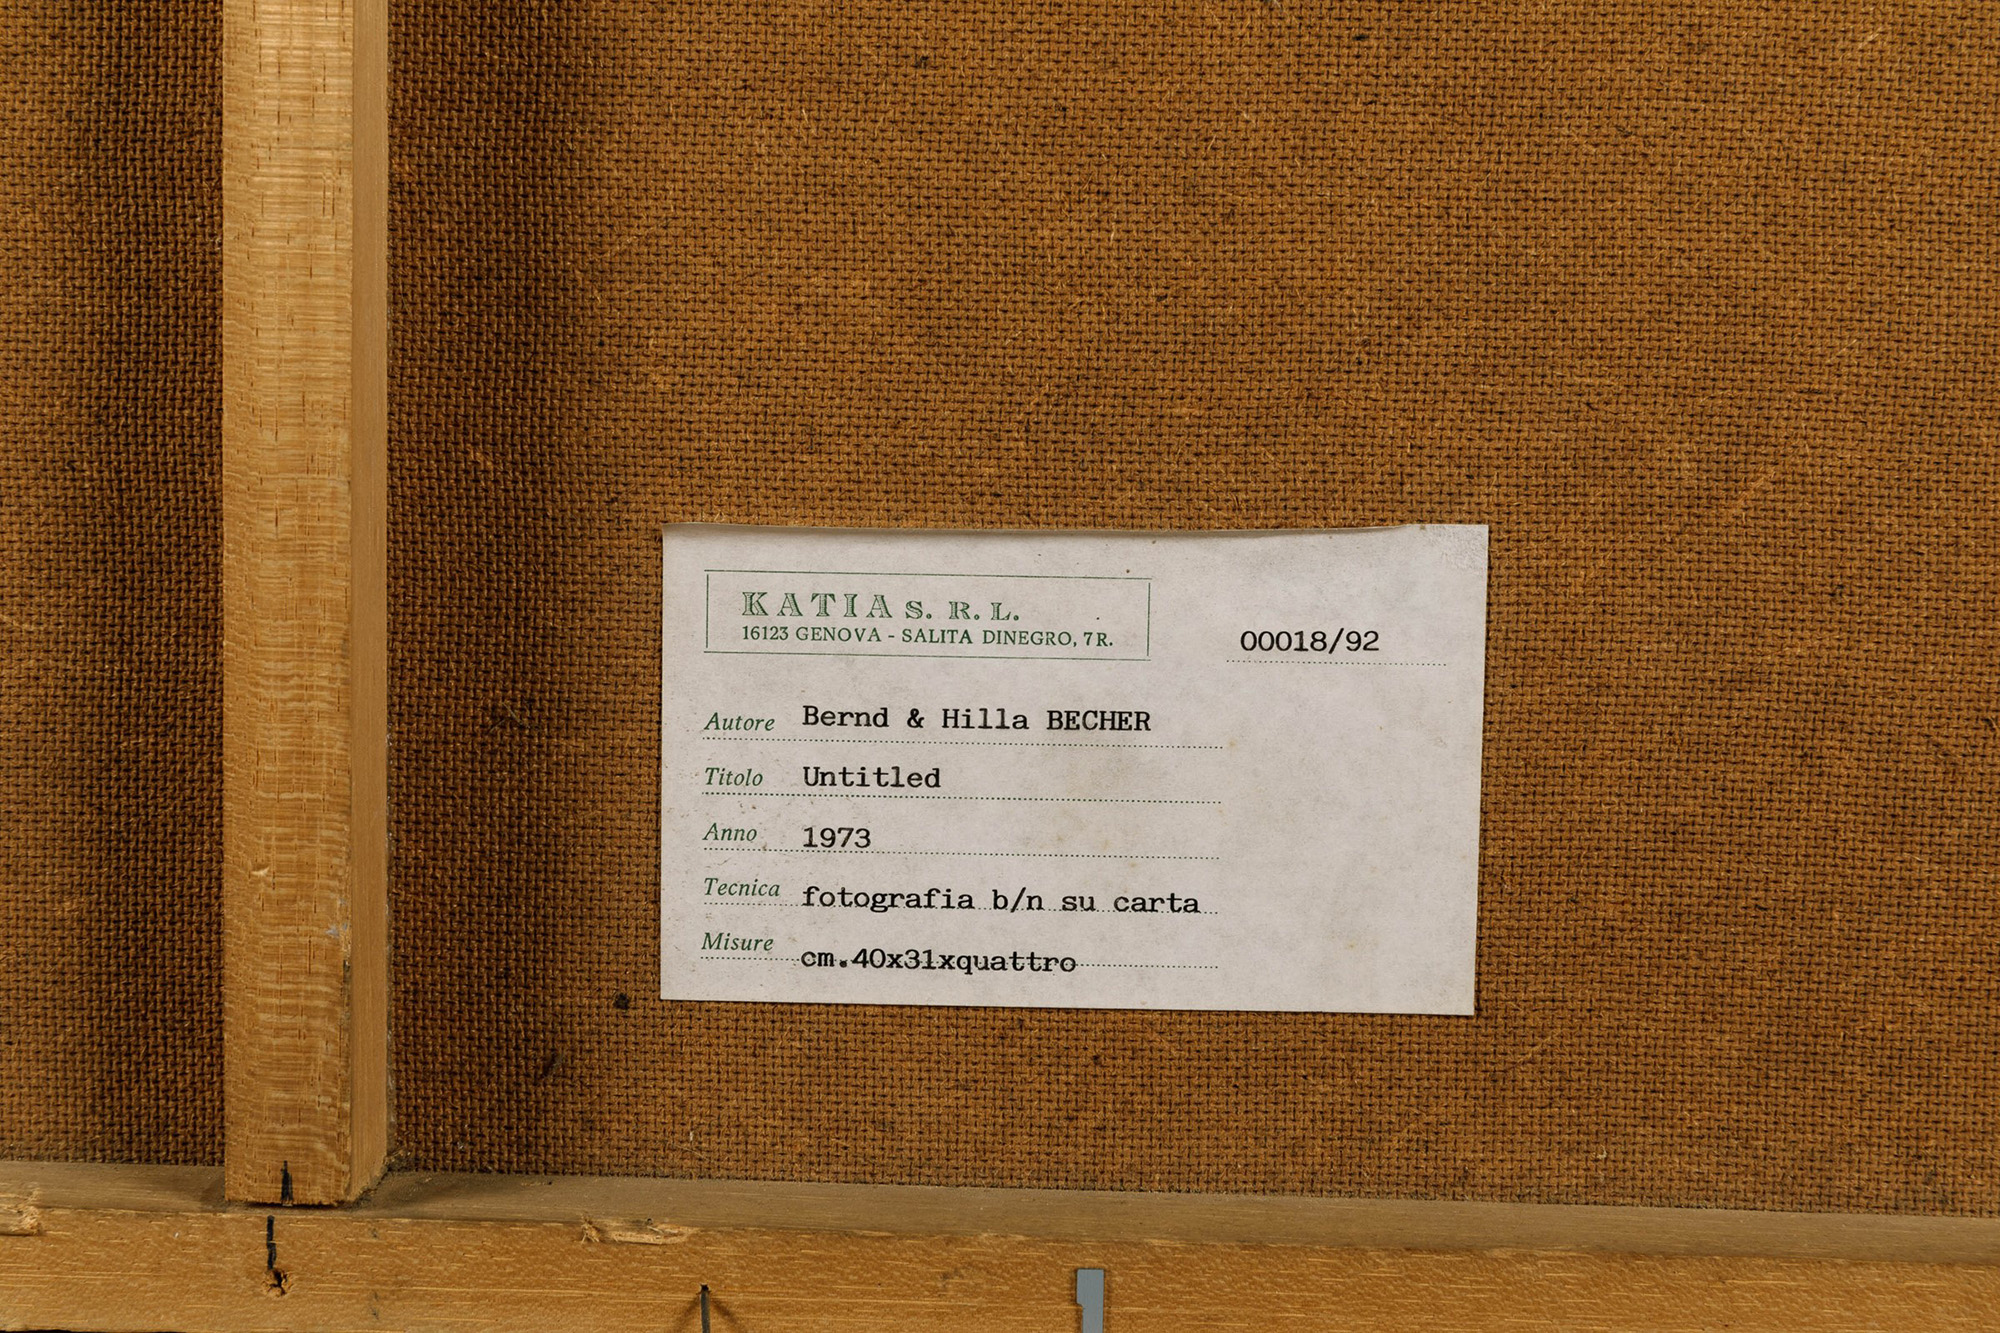 KATIA S. R. L.
16123 GENOVA - SALITA DINEGRO, 7 R.
00018/92
Autore Bernd & Hilla BECHER
Titolo Untitled
Anno 1973
Tecnica fotografia b/n su carta
Misure cm.40x31xquattro